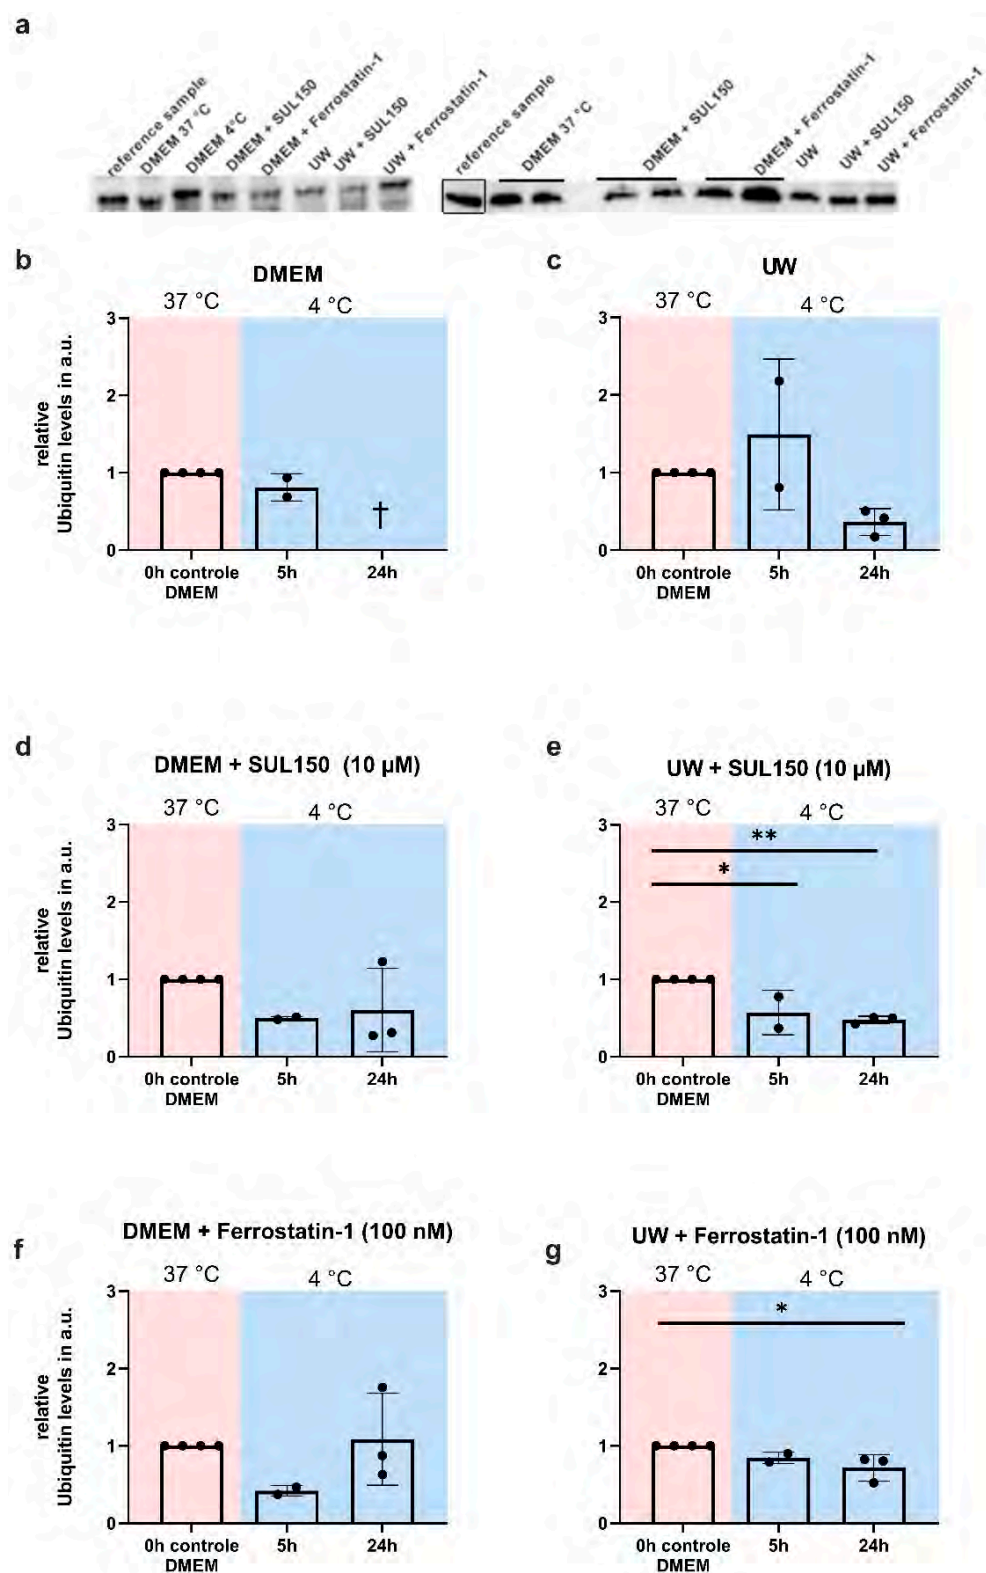 a
reference sample
DMEM 37 °C
DMEM 4°C
DMEM + SUL150
DMEM + Ferrostatin-1
UW
UW + SUL150
UW + Ferrostatin-1
reference sample
DMEM 37 °C
DMEM + SUL150
DMEM + Ferrostatin-1
UW
UW + SUL150
UW + Ferrostatin-1
b
DMEM
37 °C
4 °C
relative
Ubiquitin levels in a.u.
3
2
1
0
†
0h controle
DMEM
5h
24h
c
UW
37 °C
4 °C
3
2
1
0
0h controle
DMEM
5h
24h
d
DMEM + SUL150 (10 µM)
37 °C
4 °C
relative
Ubiquitin levels in a.u.
3
2
1
0
0h controle
DMEM
5h
24h
e
UW + SUL150 (10 µM)
37 °C
4 °C
**
*
3
2
1
0
0h controle
DMEM
5h
24h
f
DMEM + Ferrostatin-1 (100 nM)
37 °C
4 °C
relative
Ubiquitin levels in a.u.
3
2
1
0
0h controle
DMEM
5h
24h
g
UW + Ferrostatin-1 (100 nM)
37 °C
4 °C
*
3
2
1
0
0h controle
DMEM
5h
24h